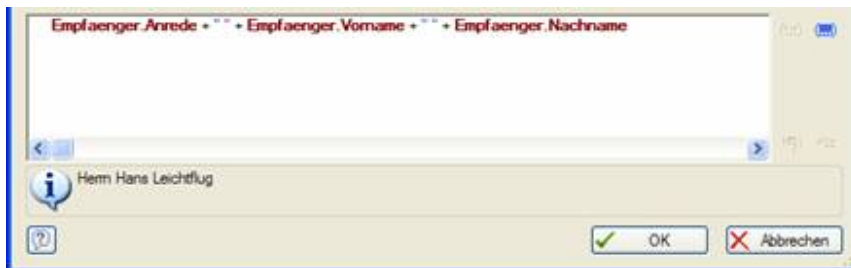 Empfaenger.Anrede + " " + Empfaenger.Vorname + " " + Empfaenger.Nachname
Herrn Hans Leichtflug
OK
Abbrechen